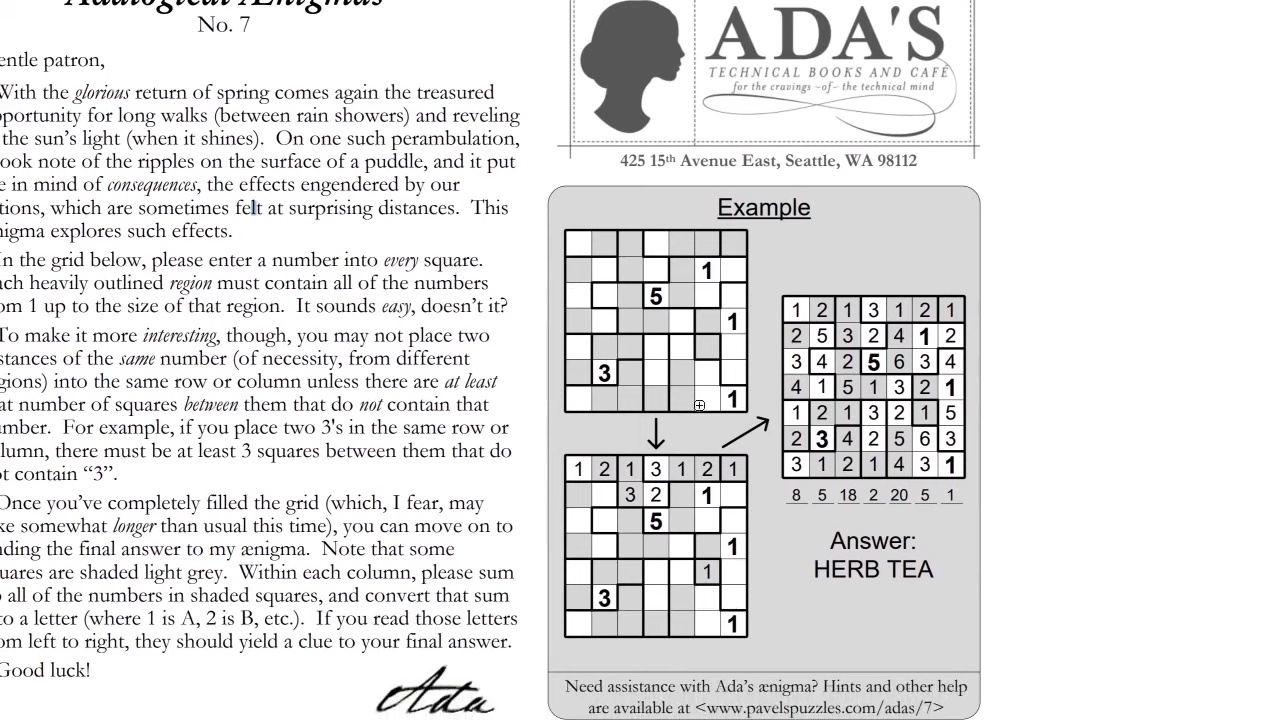 Adalogical Ænigmas
No. 7
entle patron,
With the glorious return of spring comes again the treasured
portunity for long walks (between rain showers) and reveling
the sun's light (when it shines). On one such perambulation,
ook note of the ripples on the surface of a puddle, and it put
e in mind of consequences, the effects engendered by our
tions, which are sometimes felt at surprising distances. This
nigma explores such effects.
In the grid below, please enter a number into every square.
ach heavily outlined region must contain all of the numbers
om 1 up to the size of that region. It sounds easy, doesn't it?
To make it more interesting, though, you may not place two
stances of the same number (of necessity, from different
gions) into the same row or column unless there are at least
at number of squares between them that do not contain that
mber. For example, if you place two 3's in the same row or
lumn, there must be at least 3 squares between them that do
ot contain "3".
Once you've completely filled the grid (which, I fear, may
ke somewhat longer than usual this time), you can move on to
nding the final answer to my ænigma. Note that some
uares are shaded light grey. Within each column, please sum
p all of the numbers in shaded squares, and convert that sum
to a letter (where 1 is A, 2 is B, etc.). If you read those letters
om left to right, they should yield a clue to your final answer.
Good luck!
Ada
ADA'S
TECHNICAL BOOKS AND CAFÉ
for the cravings ~of~ the technical mind
425 15th Avenue East, Seattle, WA 98112
Example
1
5
1
3
1
1 2 1 3 1 2 1
3 2 1
5
1
1
3
1
1 2 1 3 1 2 1
2 5 3 2 4 1 2
3 4 2 5 6 3 4
4 1 5 1 3 2 1
1 2 1 3 2 1 5
2 3 4 2 5 6 3
3 1 2 1 4 3 1
8 5 18 2 20 5 1
Answer:
HERB TEA
Need assistance with Ada's ænigma? Hints and other help
are available at <www.pavelspuzzles.com/adas/7>